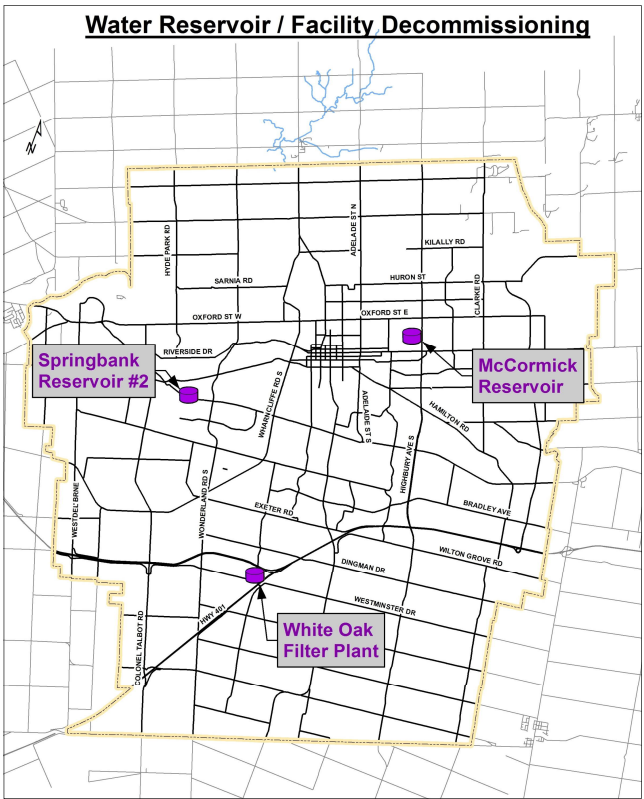 Water Reservoir / Facility Decommissioning
N
ADELADE ST N
HYDE PARK RD
KILALLY RD
SARNIA RD
HURON ST
CLARKE RD
OXFORD ST W
OXFORD ST E
RIVERSIDE DR
Springbank
Reservoir #2
McCormick
Reservoir
WHARNCLIFFE RD S
ADELAIDE ST S
HAMILTON RD
HIGHBURY AVE S
WESTDEL BRNE
WONDERLAND RD S
EXETER RD
BRADLEY AVE
WILTON GROVE RD
DINGMAN DR
WESTMINSTER DR
HWY 401
COLONEL TALBOT RD
White Oak
Filter Plant